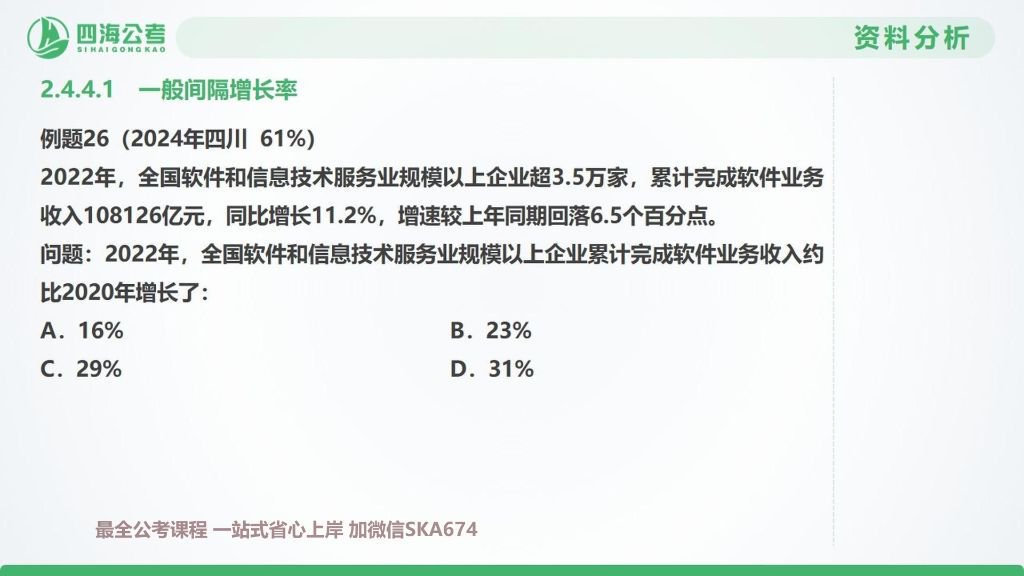 四海公考
SIHAIGONGKAO
资料分析
2.4.4.1 一般间隔增长率
例题26（2024年四川 61%）
2022年，全国软件和信息技术服务业规模以上企业超3.5万家，累计完成软件业务
收入108126亿元，同比增长11.2%，增速较上年同期回落6.5个百分点。
问题：2022年，全国软件和信息技术服务业规模以上企业累计完成软件业务收入约
比2020年增长了：
A．16% B．23%
C．29% D．31%
最全公考课程 一站式省心上岸 加微信SKA674